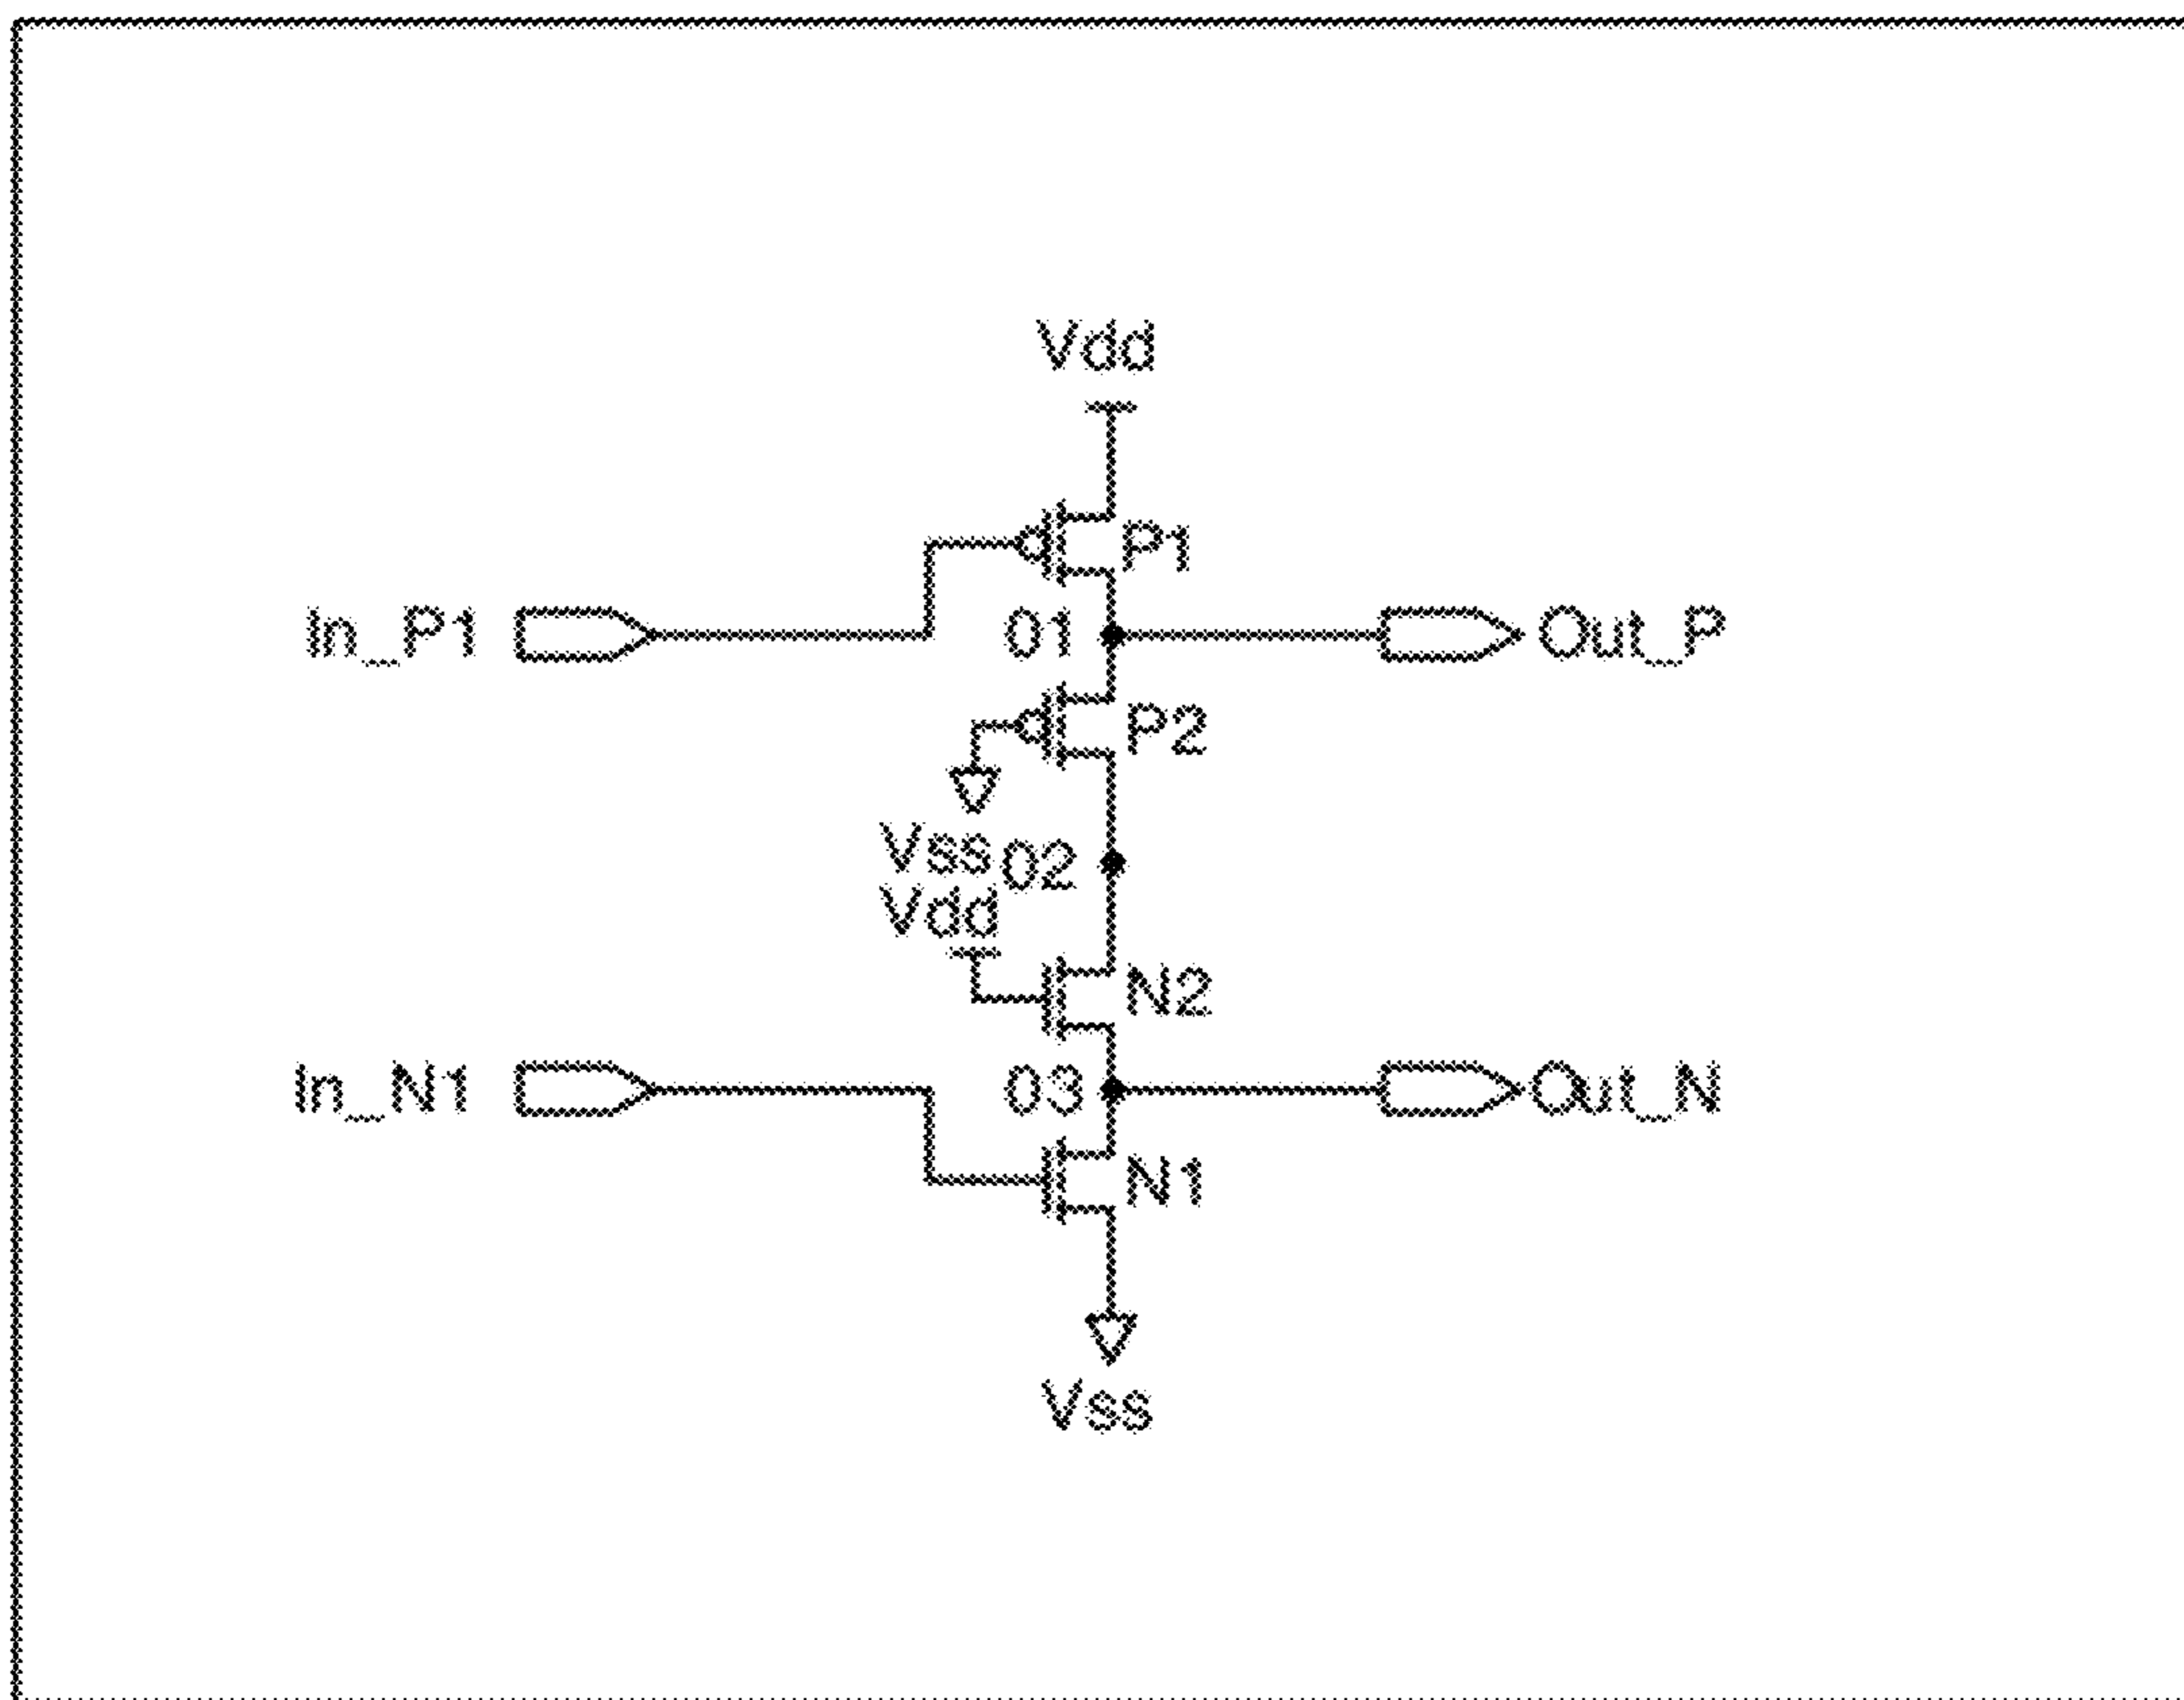 Vdd
P1
In_P1
01
Out_P
P2
Vss
02
Vdd
N2
In_N1
03
Out_N
N1
Vss